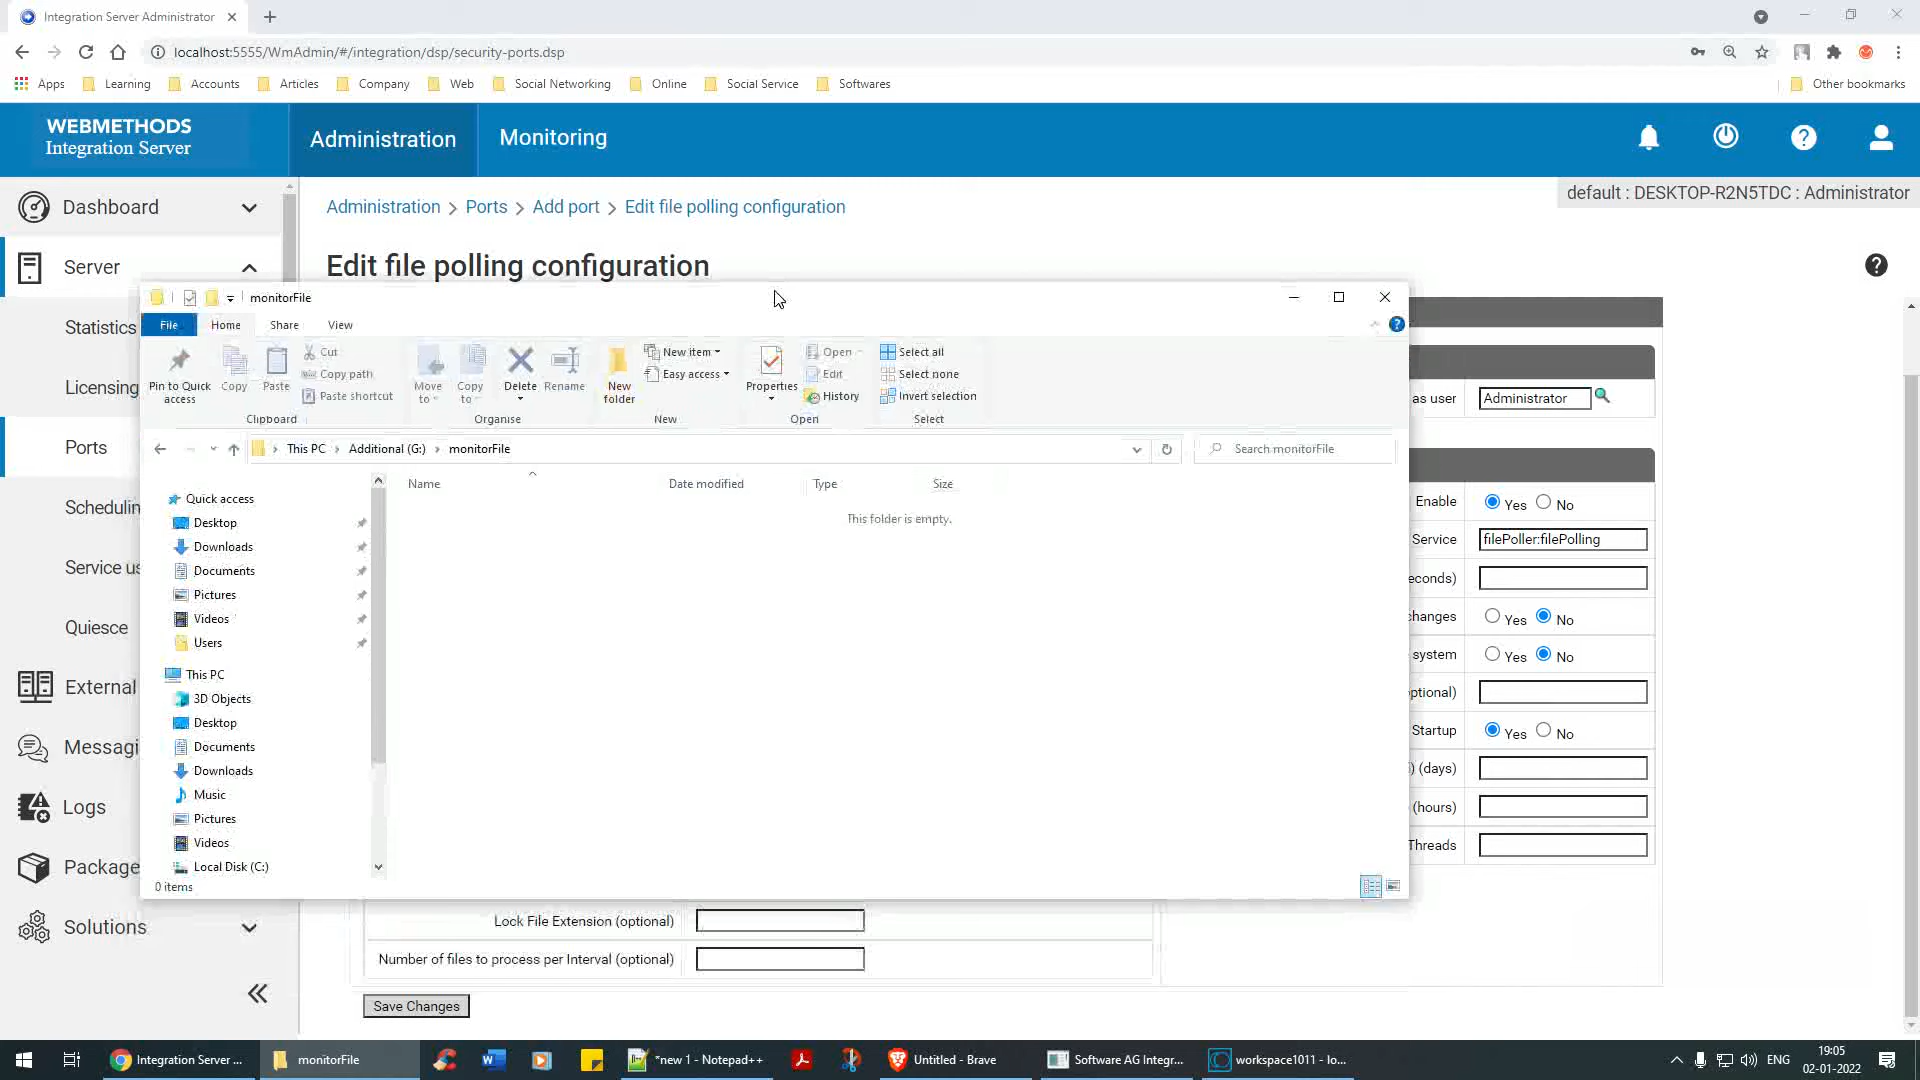 Integration Server Administrator
localhost:5555/WmAdmin/#/integration/dsp/security-ports.dsp
Apps Learning Accounts Articles Company Web Social Networking Online Social Service Softwares Other bookmarks
WEBMETHODS
Integration Server
Administration
Monitoring
default : DESKTOP-R2N5TDC : Administrator
Dashboard
Administration > Ports > Add port > Edit file polling configuration
Server
Edit file polling configuration
Statistics
Licensing
Ports
Schedulin
Service us
Quiesce
External
Messagi
Logs
Package
Solutions
monitorFile
File Home Share View
Pin to Quick access
Copy
Paste
Cut
Copy path
Paste shortcut
Clipboard
Move to
Copy to
Delete
Rename
Organise
New folder
New item
Easy access
New
Properties
Open
Edit
History
Open
Select all
Select none
Invert selection
Select
This PC > Additional (G:) > monitorFile
Search monitorFile
Name Date modified Type Size
This folder is empty.
Quick access
Desktop
Downloads
Documents
Pictures
Videos
Users
This PC
3D Objects
Desktop
Documents
Downloads
Music
Pictures
Videos
Local Disk (C:)
0 items
as user Administrator
Enable Yes No
Service filePoller:filePolling
econds)
changes Yes No
system Yes No
ptional)
Startup Yes No
) (days)
(hours)
Threads
Lock File Extension (optional)
Number of files to process per Interval (optional)
Save Changes
Integration Server ...
monitorFile
*new 1 - Notepad++
Untitled - Brave
Software AG Integr...
workspace1011 - lo...
ENG
19:05
02-01-2022